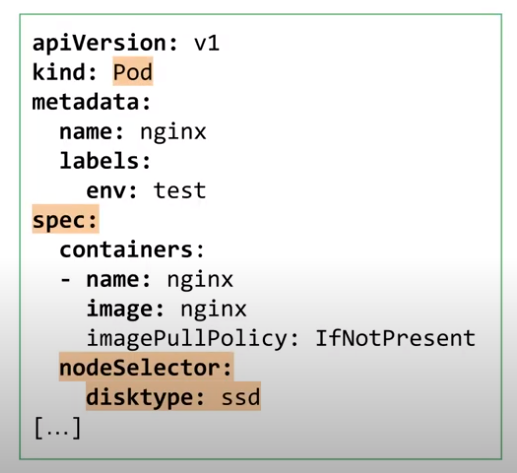 apiVersion: v1
kind: Pod
metadata:
  name: nginx
  labels:
    env: test
spec:
  containers:
  - name: nginx
    image: nginx
    imagePullPolicy: IfNotPresent
  nodeSelector:
    disktype: ssd
[...]